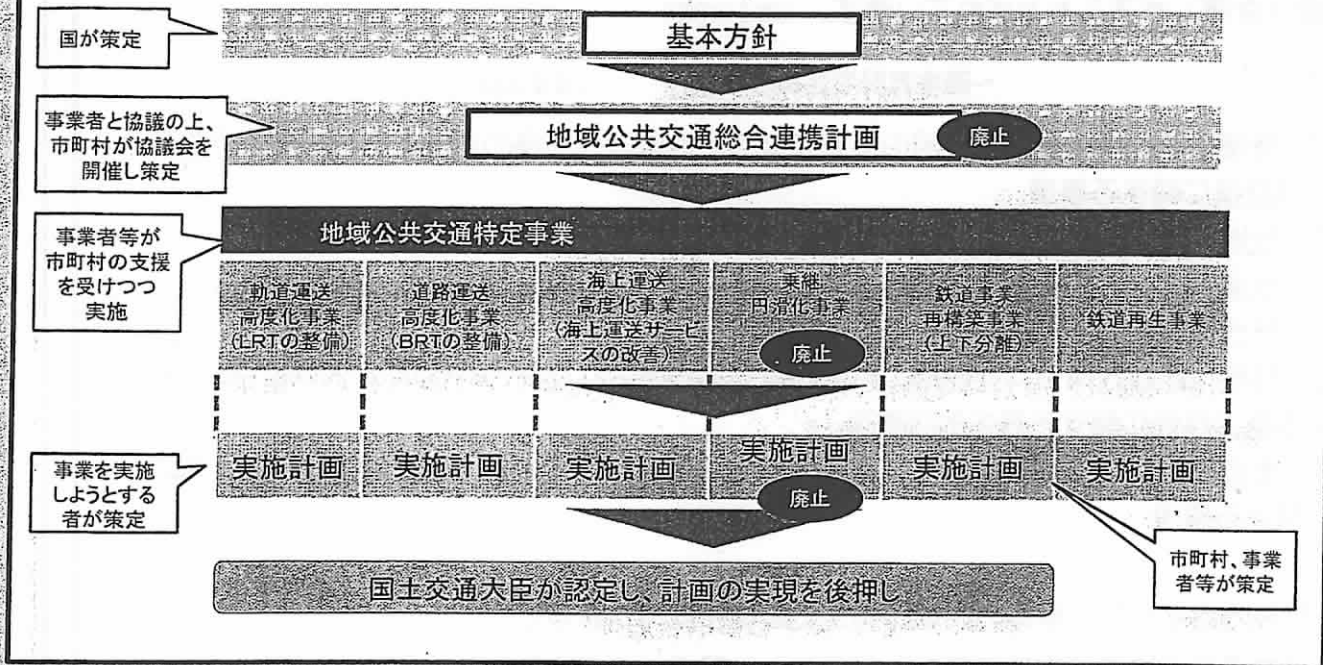 国が策定
基本方針
事業者と協議の上、
市町村が協議会を
開催し策定
地域公共交通総合連携計画
廃止
事業者等が
市町村の支援
を受けつつ
実施
地域公共交通特定事業
軌道運送
高度化事業
(LRTの整備)
道路運送
高度化事業
(BRTの整備)
海上運送
高度化事業
(海上運送サービ
スの改善)
乗継
円滑化事業
廃止
鉄道事業
再構築事業
(上下分離)
鉄道再生事業
事業を実施
しようとする
者が策定
実施計画
実施計画
実施計画
実施計画
廃止
実施計画
実施計画
市町村、事業
者等が策定
国土交通大臣が認定し、計画の実現を後押し